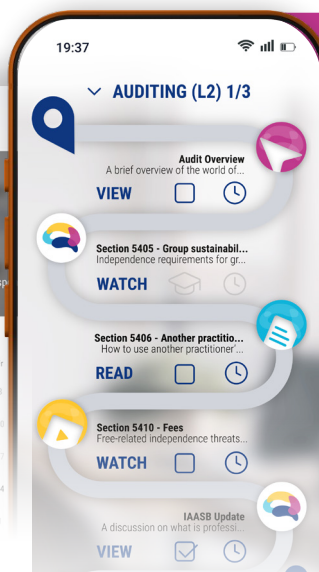 19:37
AUDITING (L2) 1/3
Audit Overview
A brief overview of the world of...
VIEW
Section 5405 - Group sustainabil...
Independence requirements for gr...
WATCH
Section 5406 - Another practitio...
How to use another practitioner'...
READ
Section 5410 - Fees
Free-related independence threats...
WATCH
IAASB Update
A discussion on what is professi...
VIEW